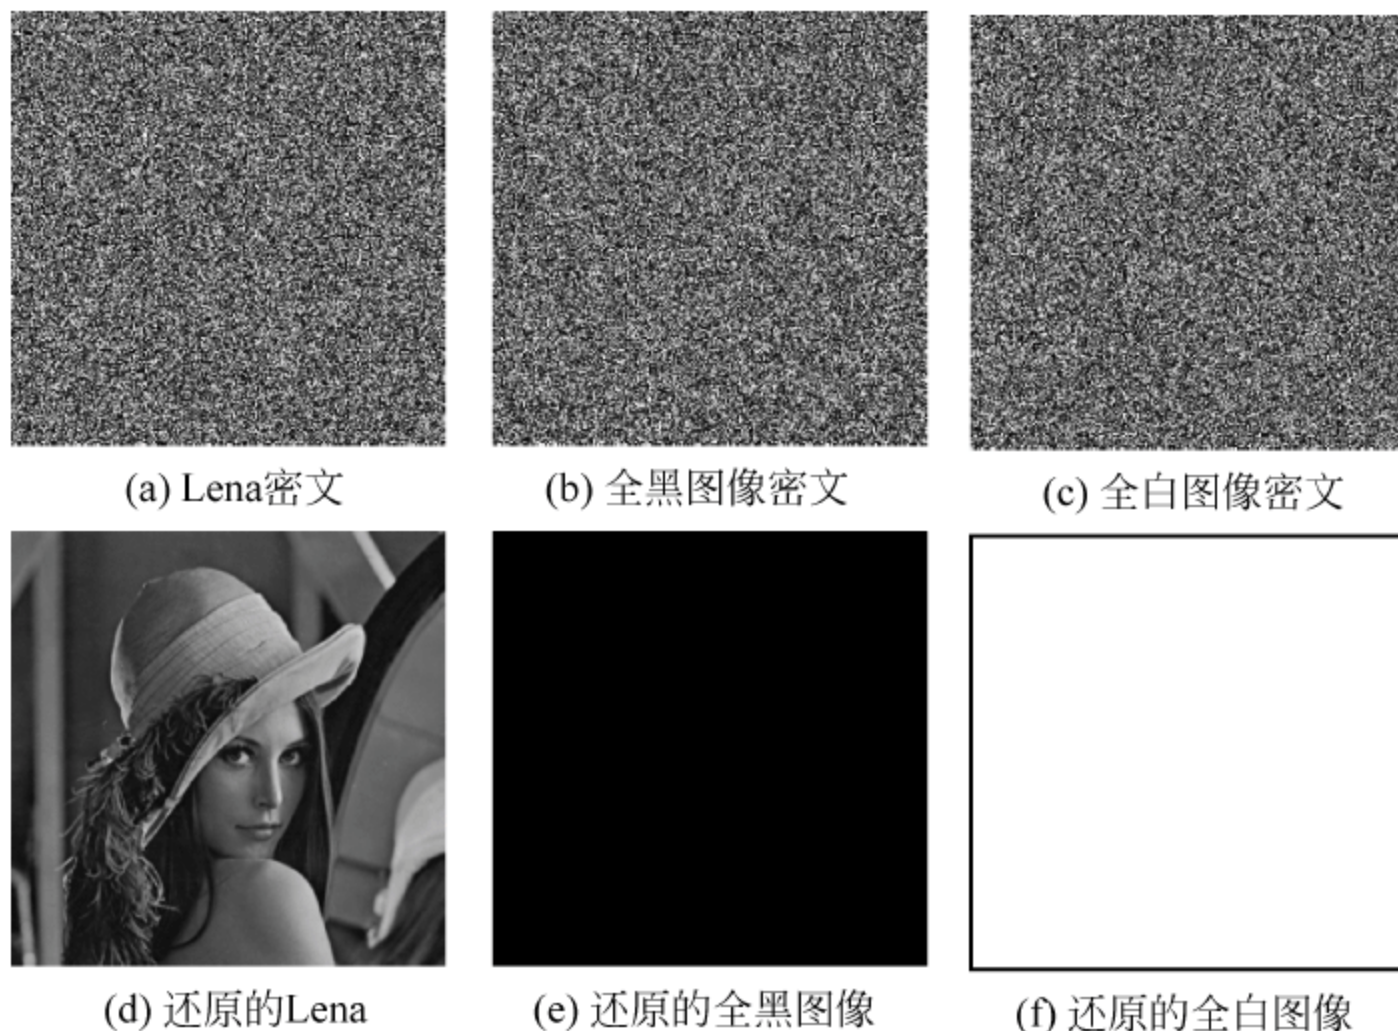 (a) Lena密文
(b) 全黑图像密文
(c) 全白图像密文
(d) 还原的Lena
(e) 还原的全黑图像
(f) 还原的全白图像